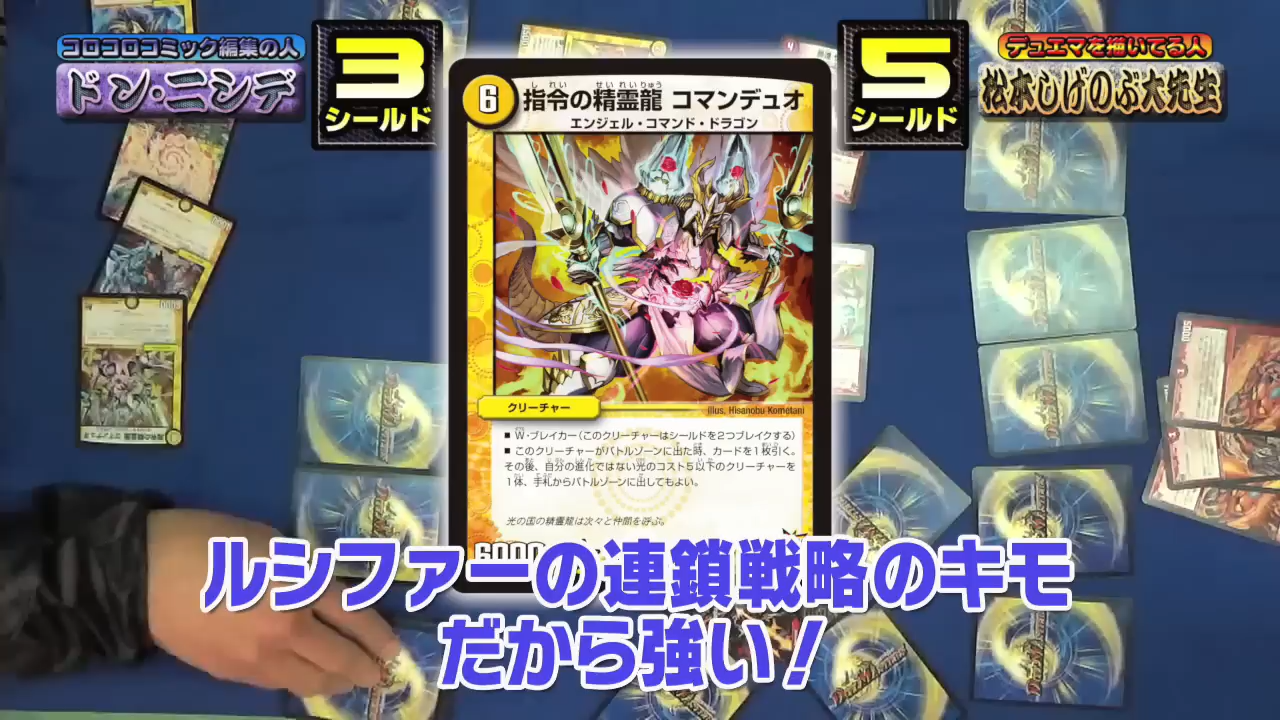 コロコロコミック編集の人
ドン・ニシデ
3
シールド
5
シールド
デュエマを描いてる人
松本しげのぶ大先生
6
指令の精霊龍 コマンデュオ
しれい せいれいりゅう
エンジェル・コマンド・ドラゴン
illus. Hisanobu Kometani
クリーチャー
■ W・ブレイカー(このクリーチャーはシールドを2つブレイクする)
■ このクリーチャーがバトルゾーンに出た時、カードを1枚引く。
その後、自分の進化ではない光のコスト5以下のクリーチャーを
1体、手札からバトルゾーンに出してもよい。
光の国の精霊龍は次々と仲間を呼ぶ。
6000
ルシファーの連鎖戦略のキモ
だから強い!